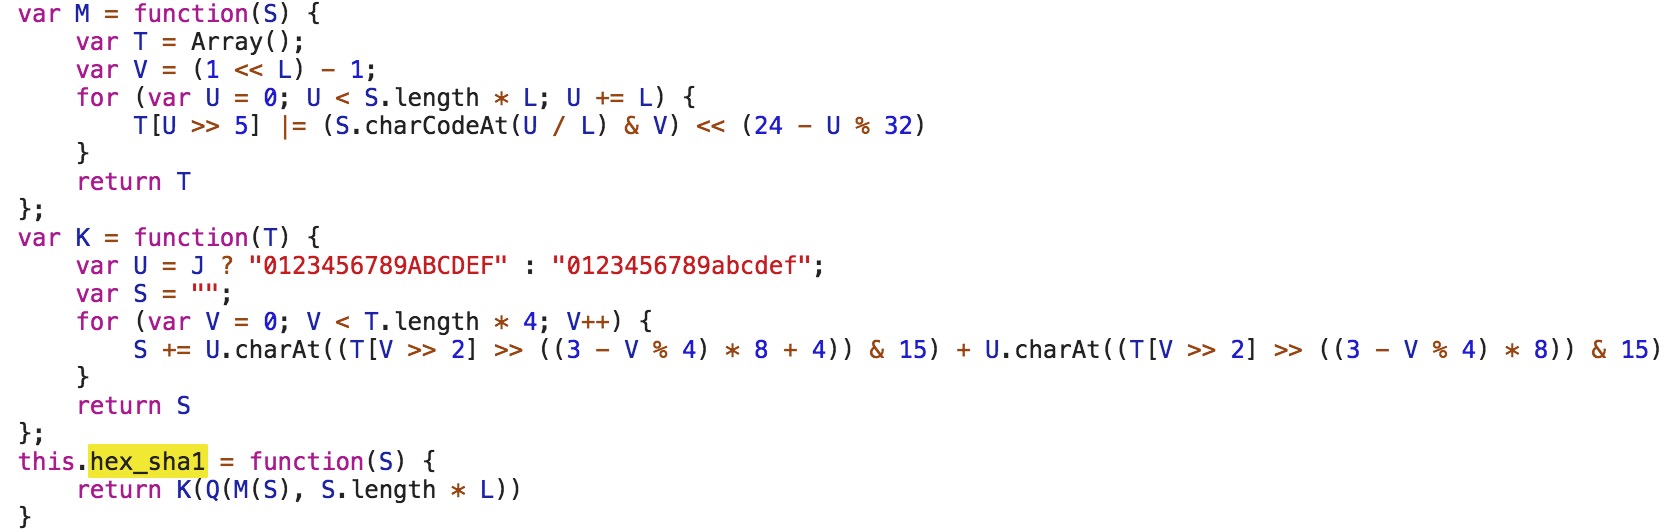 var M = function(S) {
    var T = Array();
    var V = (1 << L) - 1;
    for (var U = 0; U < S.length * L; U += L) {
        T[U >> 5] |= (S.charCodeAt(U / L) & V) << (24 - U % 32)
    }
    return T
};
var K = function(T) {
    var U = J ? "0123456789ABCDEF" : "0123456789abcdef";
    var S = "";
    for (var V = 0; V < T.length * 4; V++) {
        S += U.charAt((T[V >> 2] >> ((3 - V % 4) * 8 + 4)) & 15) + U.charAt((T[V >> 2] >> ((3 - V % 4) * 8)) & 15)
    }
    return S
};
this.hex_sha1 = function(S) {
    return K(Q(M(S), S.length * L))
}